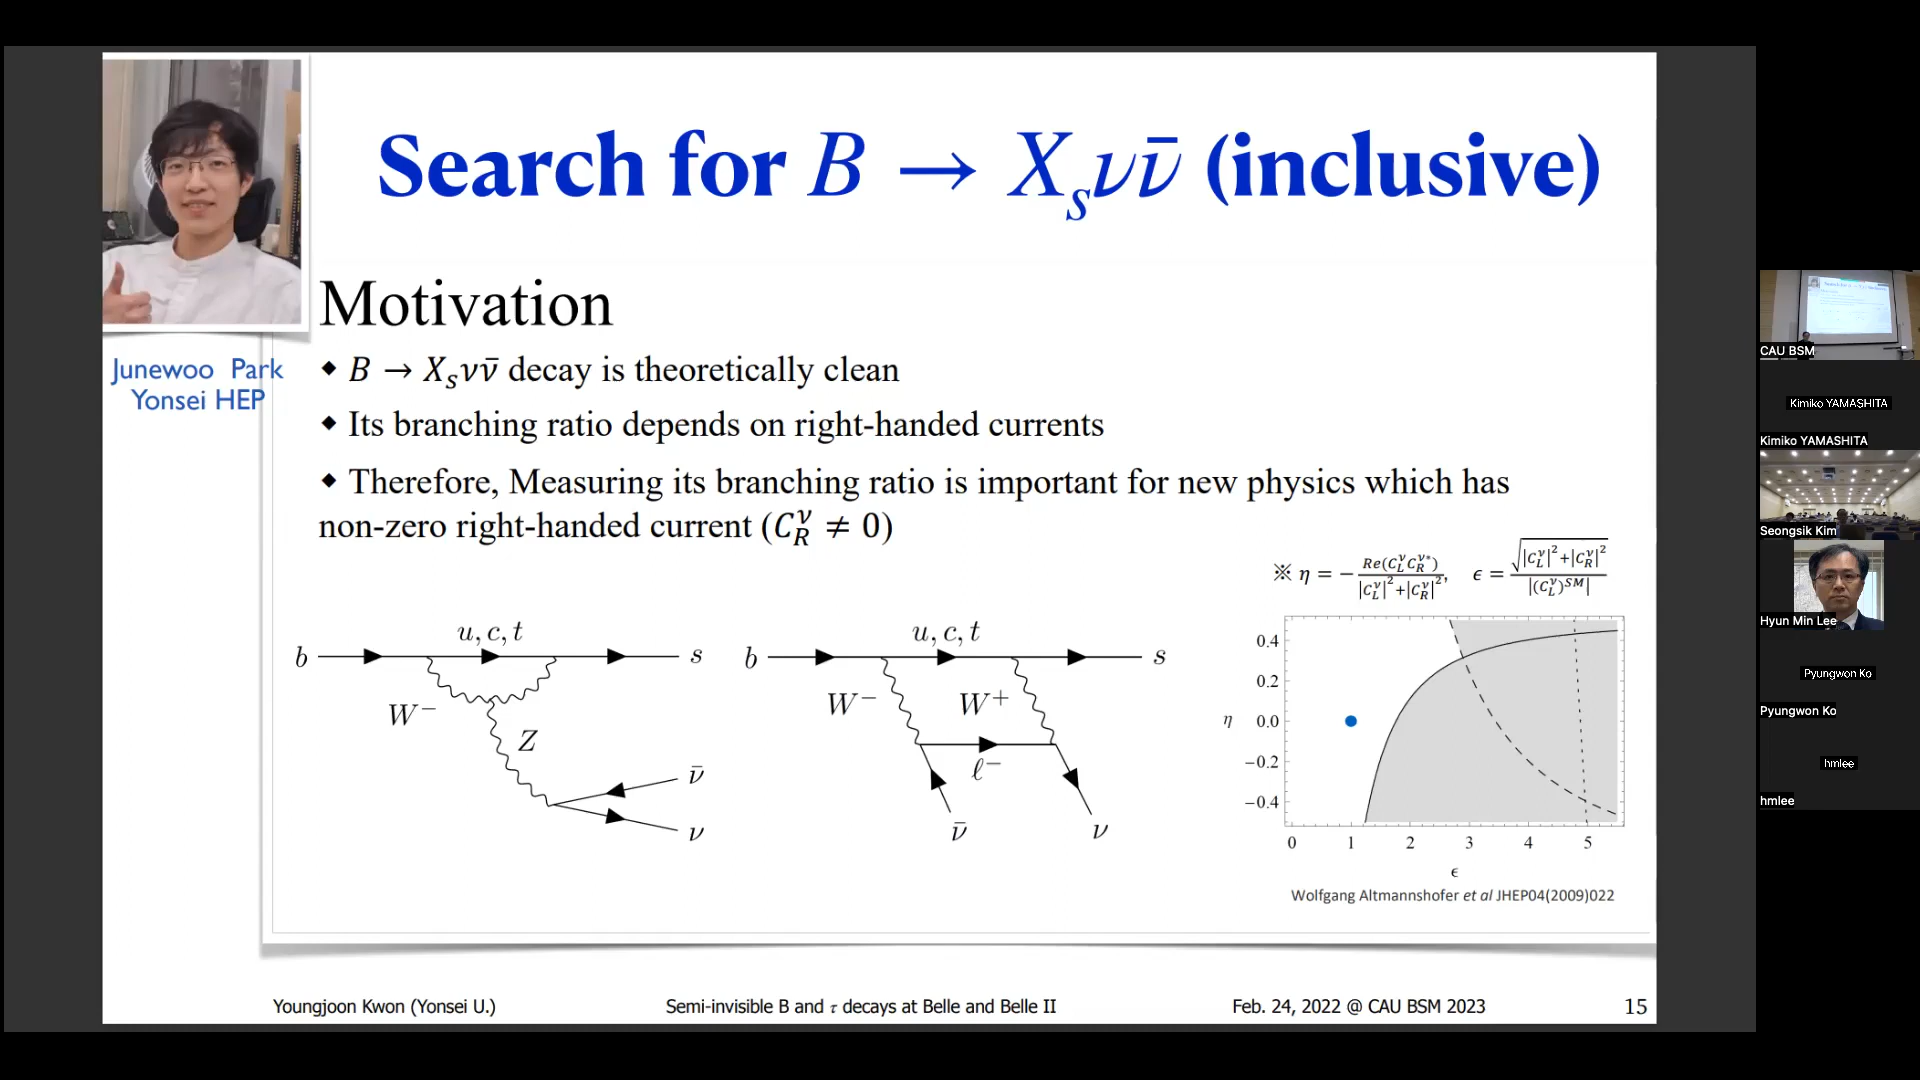 Search for B → Xsνν̄ (inclusive)
Junewoo Park
Yonsei HEP
Motivation
◆ B → Xsνν̄ decay is theoretically clean
◆ Its branching ratio depends on right-handed currents
◆ Therefore, Measuring its branching ratio is important for new physics which has
non-zero right-handed current (C_R^ν ≠ 0)
※ η = − Re(C_L^ν C_R^ν*) / (|C_L^ν|² + |C_R^ν|²), ϵ = √(|C_L^ν|² + |C_R^ν|²) / |(C_L^ν)^SM|
b
u, c, t
s
W⁻
Z
ν̄
ν
b
u, c, t
s
W⁻
W⁺
ℓ⁻
ν̄
ν
0.4
0.2
η
0.0
−0.2
−0.4
0 1 2 3 4 5
ϵ
Wolfgang Altmannshofer et al JHEP04(2009)022
Youngjoon Kwon (Yonsei U.)
Semi-invisible B and τ decays at Belle and Belle II
Feb. 24, 2022 @ CAU BSM 2023
15
CAU BSM
Kimiko YAMASHITA
Kimiko YAMASHITA
Seongsik Kim
Hyun Min Lee
Pyungwon Ko
Pyungwon Ko
hmlee
hmlee